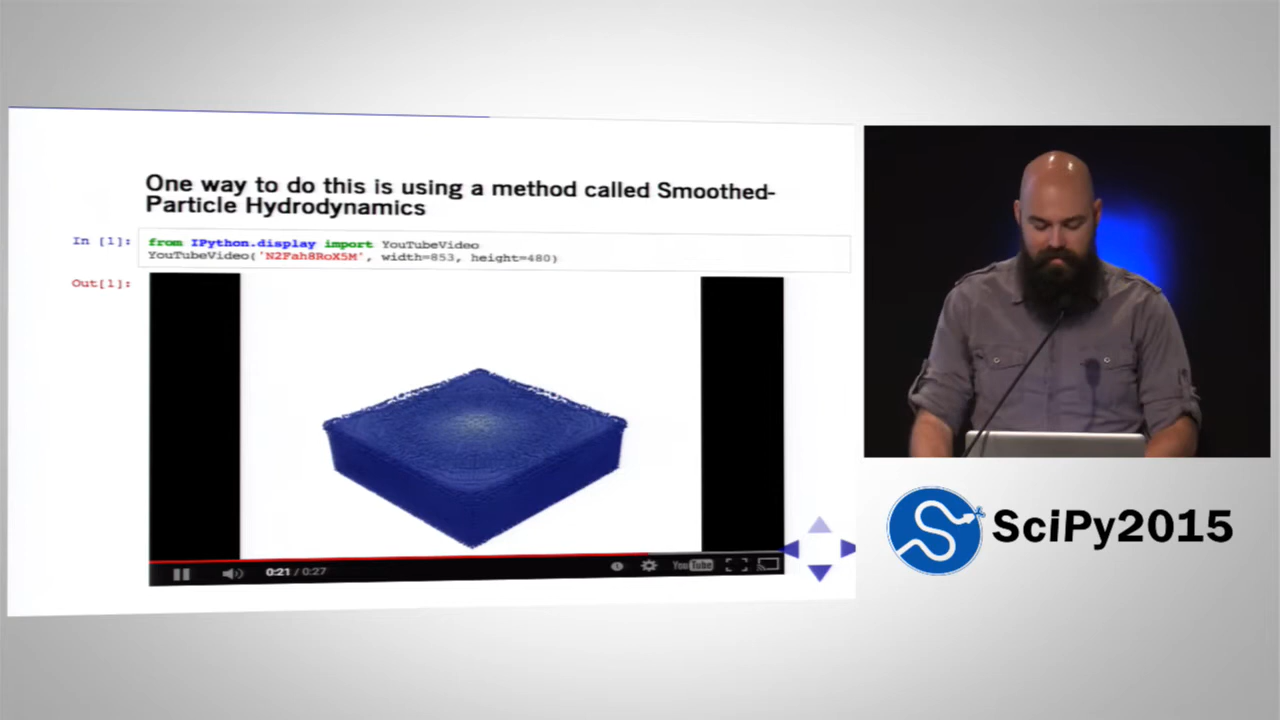 One way to do this is using a method called Smoothed-
Particle Hydrodynamics
In [1]:
from IPython.display import YouTubeVideo
YouTubeVideo('N2Fah8RoX5M', width=853, height=480)
Out[1]:
0:21 / 0:27
YouTube
SciPy2015